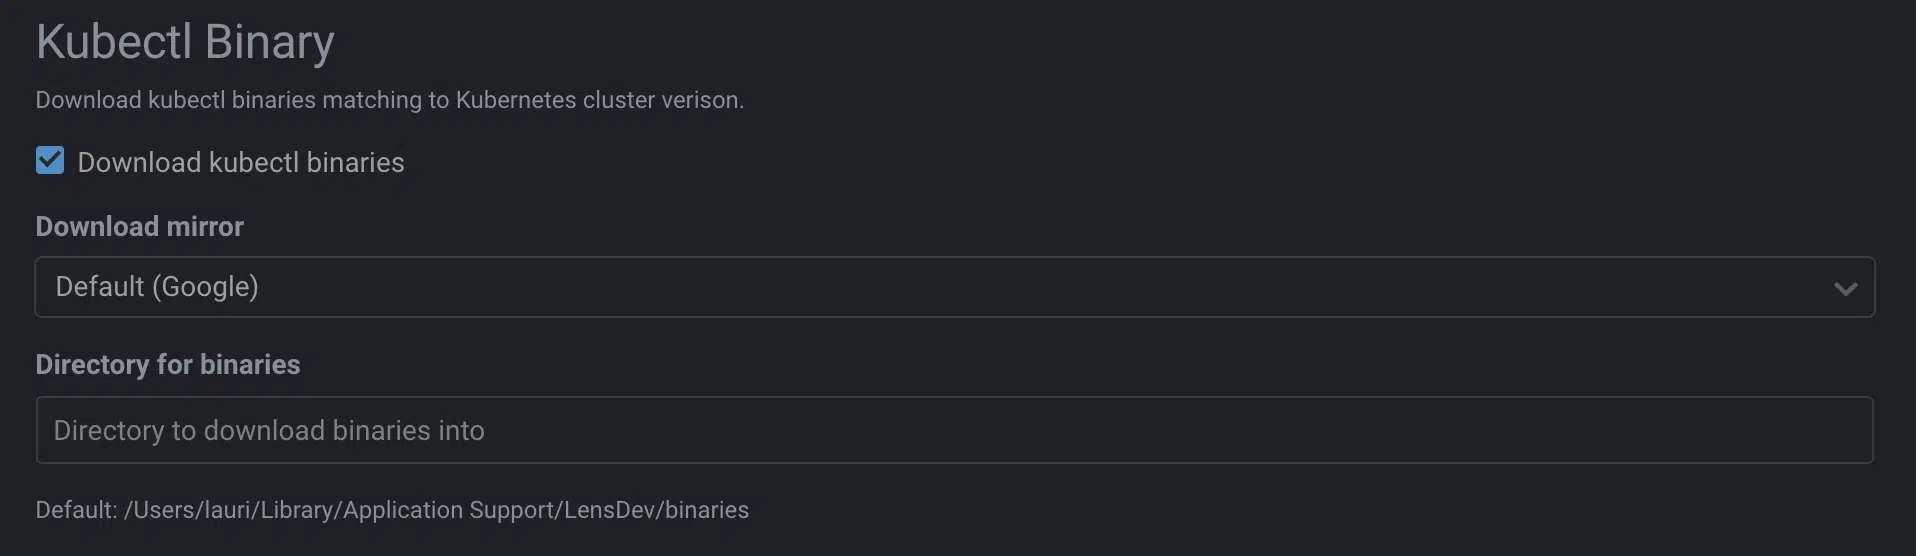 Kubectl Binary
Download kubectl binaries matching to Kubernetes cluster verison.
Download kubectl binaries
Download mirror
Default (Google)
Directory for binaries
Directory to download binaries into
Default: /Users/lauri/Library/Application Support/LensDev/binaries